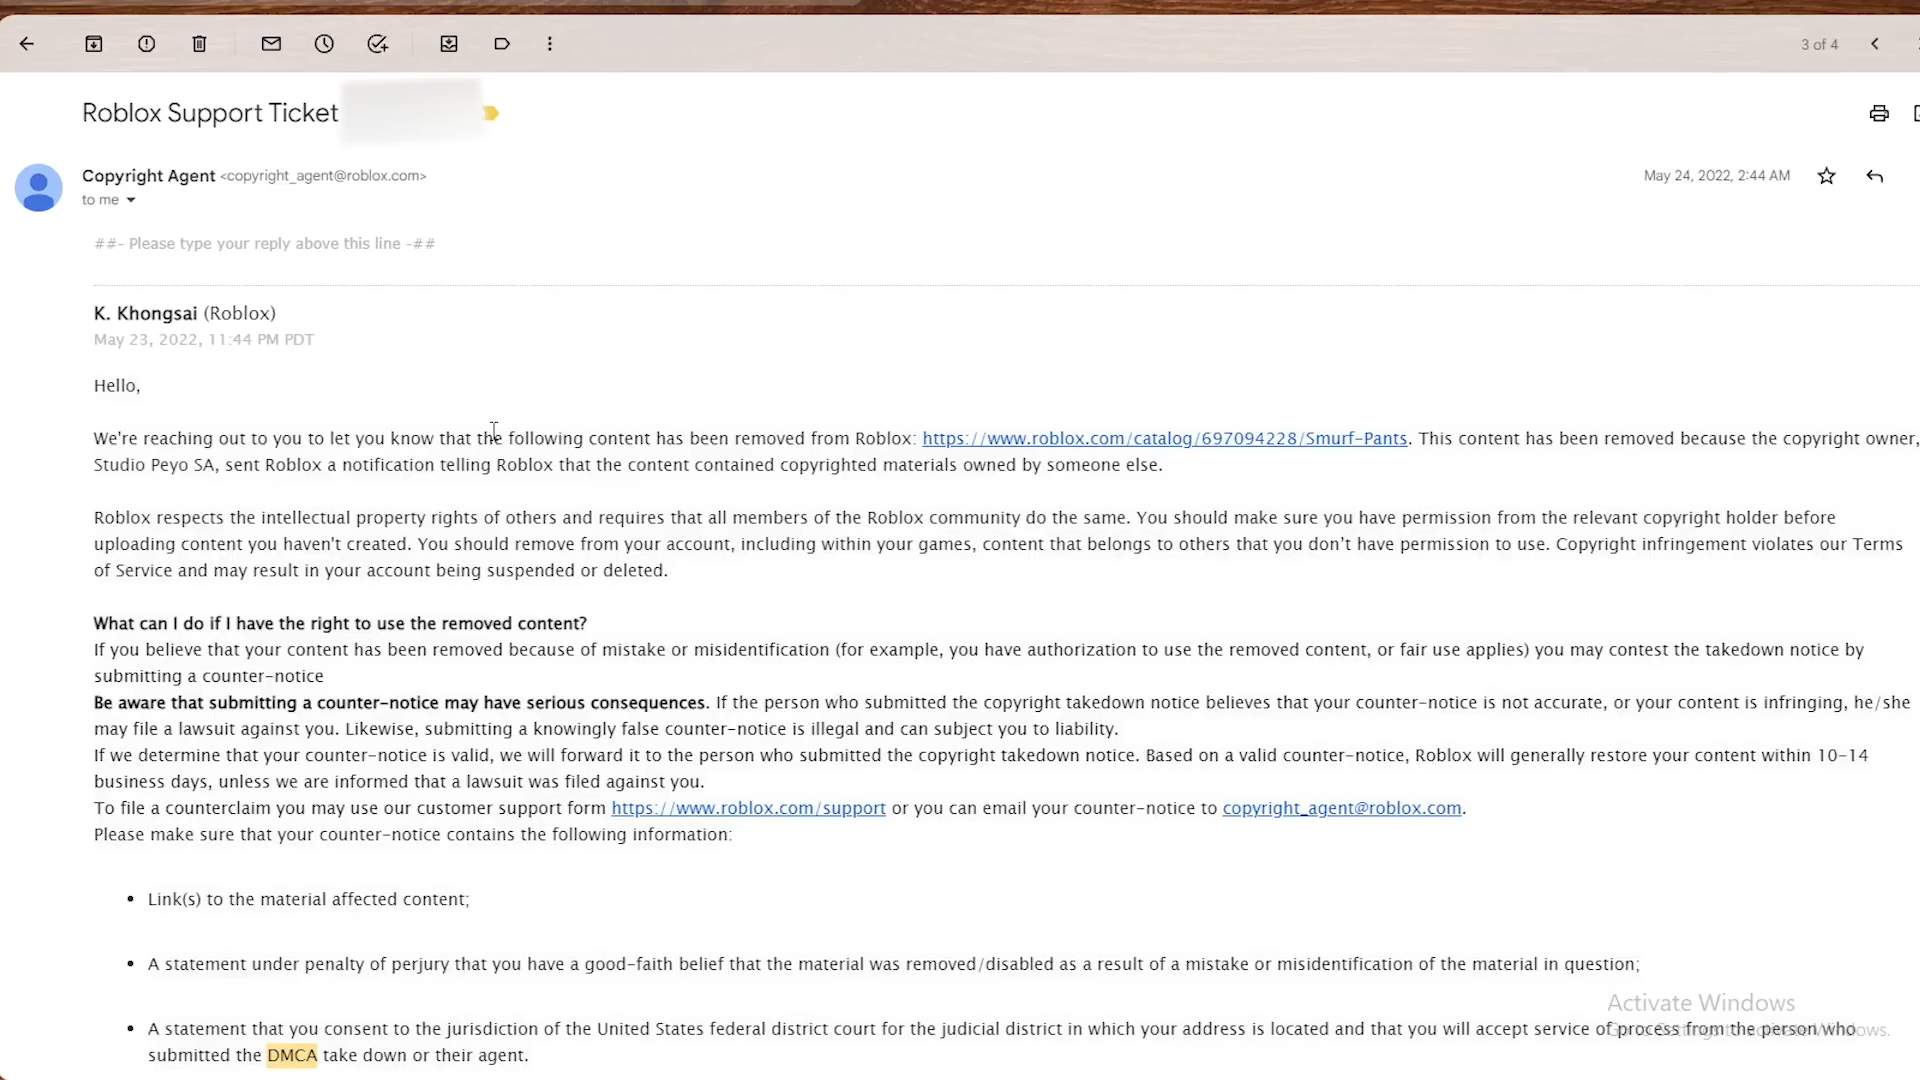 3 of 4
Roblox Support Ticket
Copyright Agent <copyright_agent@roblox.com>
May 24, 2022, 2:44 AM
to me
##- Please type your reply above this line -##
K. Khongsai (Roblox)
May 23, 2022, 11:44 PM PDT
Hello,
We're reaching out to you to let you know that the following content has been removed from Roblox: https://www.roblox.com/catalog/697094228/Smurf-Pants. This content has been removed because the copyright owner,
Studio Peyo SA, sent Roblox a notification telling Roblox that the content contained copyrighted materials owned by someone else.
Roblox respects the intellectual property rights of others and requires that all members of the Roblox community do the same. You should make sure you have permission from the relevant copyright holder before
uploading content you haven't created. You should remove from your account, including within your games, content that belongs to others that you don't have permission to use. Copyright infringement violates our Terms
of Service and may result in your account being suspended or deleted.
What can I do if I have the right to use the removed content?
If you believe that your content has been removed because of mistake or misidentification (for example, you have authorization to use the removed content, or fair use applies) you may contest the takedown notice by
submitting a counter-notice
Be aware that submitting a counter-notice may have serious consequences. If the person who submitted the copyright takedown notice believes that your counter-notice is not accurate, or your content is infringing, he/she
may file a lawsuit against you. Likewise, submitting a knowingly false counter-notice is illegal and can subject you to liability.
If we determine that your counter-notice is valid, we will forward it to the person who submitted the copyright takedown notice. Based on a valid counter-notice, Roblox will generally restore your content within 10-14
business days, unless we are informed that a lawsuit was filed against you.
To file a counterclaim you may use our customer support form https://www.roblox.com/support or you can email your counter-notice to copyright_agent@roblox.com.
Please make sure that your counter-notice contains the following information:
• Link(s) to the material affected content;
• A statement under penalty of perjury that you have a good-faith belief that the material was removed/disabled as a result of a mistake or misidentification of the material in question;
Activate Windows
• A statement that you consent to the jurisdiction of the United States federal district court for the judicial district in which your address is located and that you will accept service of process from the person who
Go to Settings to activate Windows.
submitted the DMCA take down or their agent.